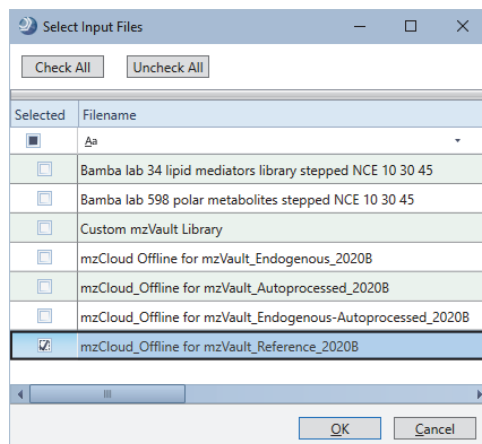 Select Input Files
Check All Uncheck All
Selected Filename
Aa
Bamba lab 34 lipid mediators library stepped NCE 10 30 45
Bamba lab 598 polar metabolites stepped NCE 10 30 45
Custom mzVault Library
mzCloud Offline for mzVault_Endogenous_2020B
mzCloud_Offline for mzVault_Autoprocessed_2020B
mzCloud_Offline for mzVault_Endogenous-Autoprocessed_2020B
mzCloud_Offline for mzVault_Reference_2020B
OK Cancel